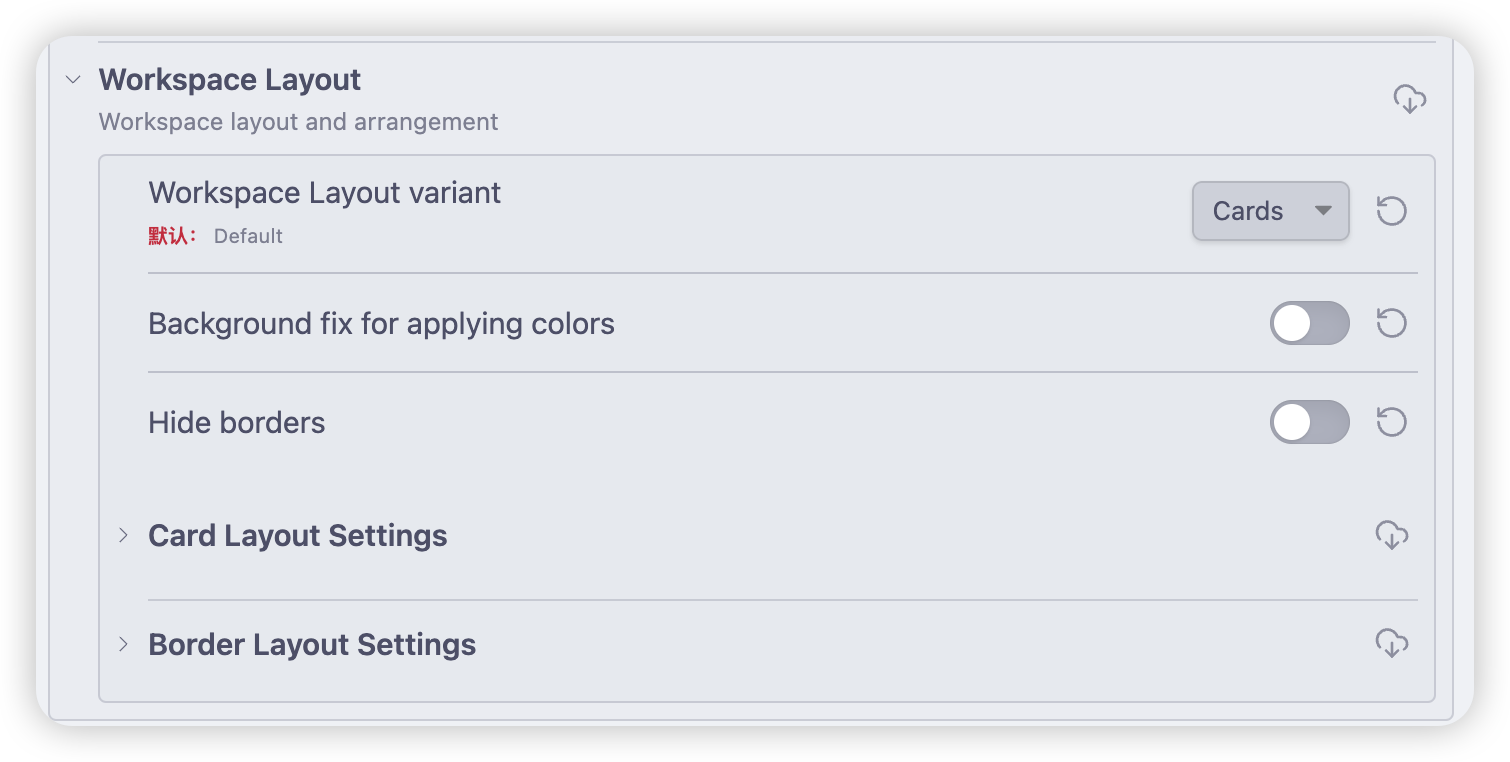 Workspace Layout
Workspace layout and arrangement
Workspace Layout variant
Cards
默认： Default
Background fix for applying colors
Hide borders
Card Layout Settings
Border Layout Settings